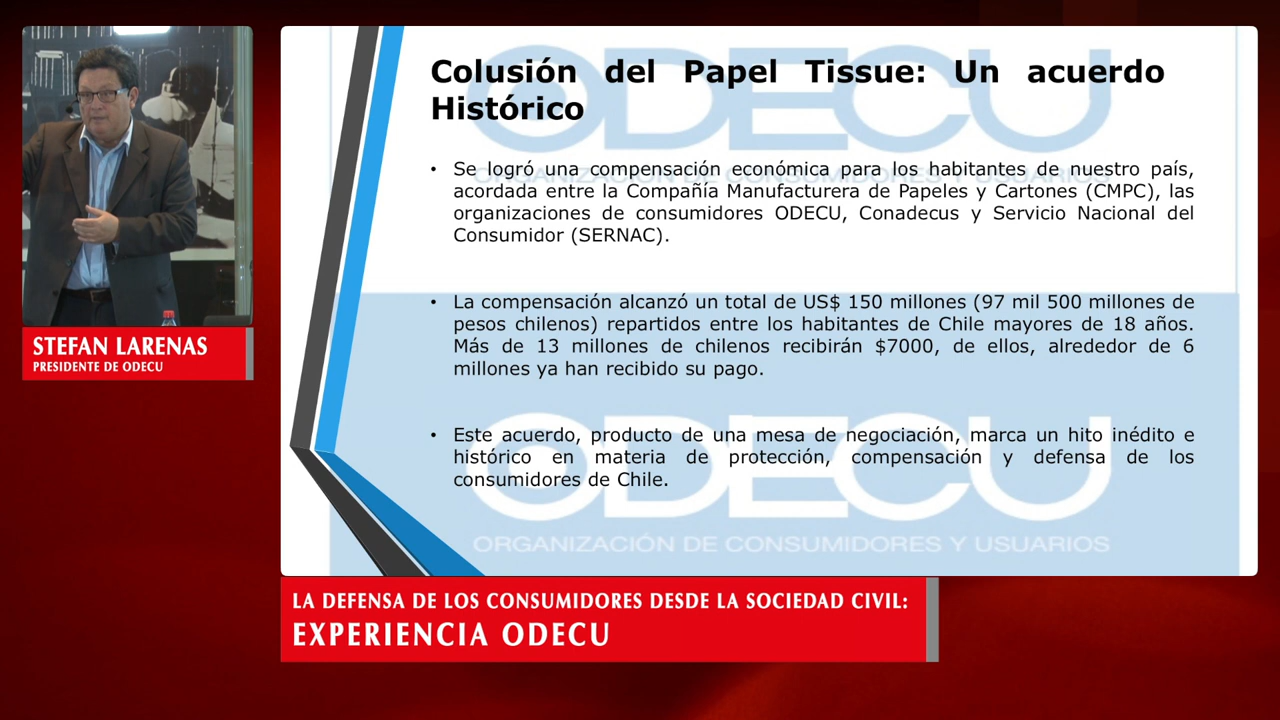 STEFAN LARENAS
PRESIDENTE DE ODECU
ODECU
ORGANIZACIÓN DE CONSUMIDORES Y USUARIOS
Colusión del Papel Tissue: Un acuerdo
Histórico
• Se logró una compensación económica para los habitantes de nuestro país,
acordada entre la Compañía Manufacturera de Papeles y Cartones (CMPC), las
organizaciones de consumidores ODECU, Conadecus y Servicio Nacional del
Consumidor (SERNAC).
• La compensación alcanzó un total de US$ 150 millones (97 mil 500 millones de
pesos chilenos) repartidos entre los habitantes de Chile mayores de 18 años.
Más de 13 millones de chilenos recibirán $7000, de ellos, alrededor de 6
millones ya han recibido su pago.
• Este acuerdo, producto de una mesa de negociación, marca un hito inédito e
histórico en materia de protección, compensación y defensa de los
consumidores de Chile.
ODECU
ORGANIZACIÓN DE CONSUMIDORES Y USUARIOS
LA DEFENSA DE LOS CONSUMIDORES DESDE LA SOCIEDAD CIVIL:
EXPERIENCIA ODECU